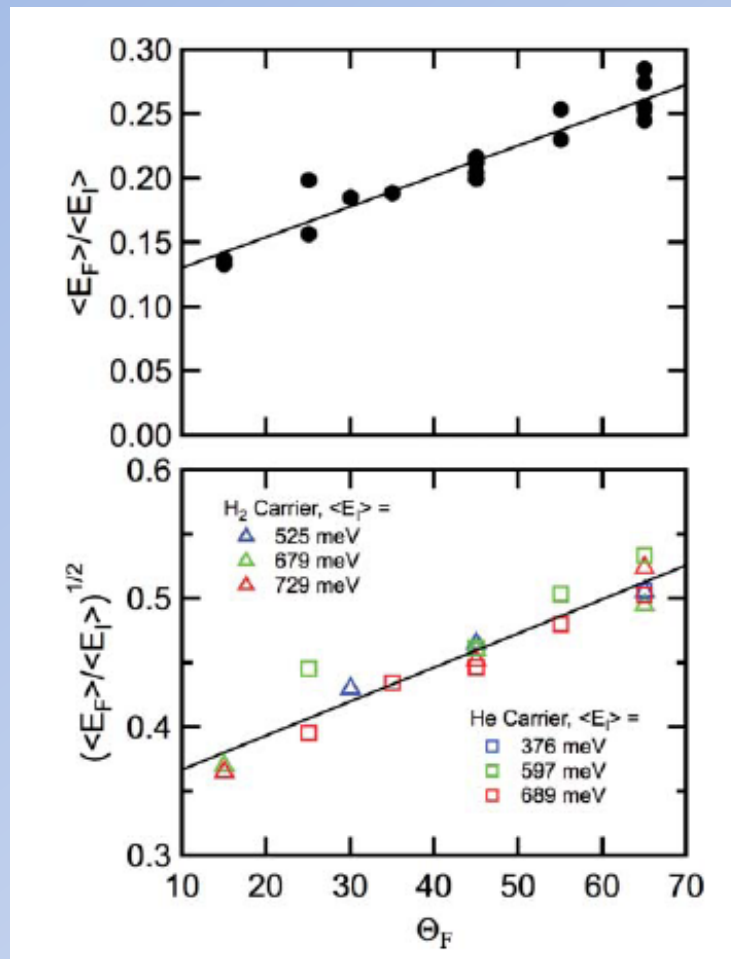 0.30
0.25
0.20
0.15
0.10
0.05
0.00
<E_F>/<E_I>
0.6
0.5
0.4
0.3
(<E_F>/<E_I>)^1/2
H₂ Carrier, <E_I> =
525 meV
679 meV
729 meV
He Carrier, <E_I> =
376 meV
597 meV
689 meV
10 20 30 40 50 60 70
Θ_F